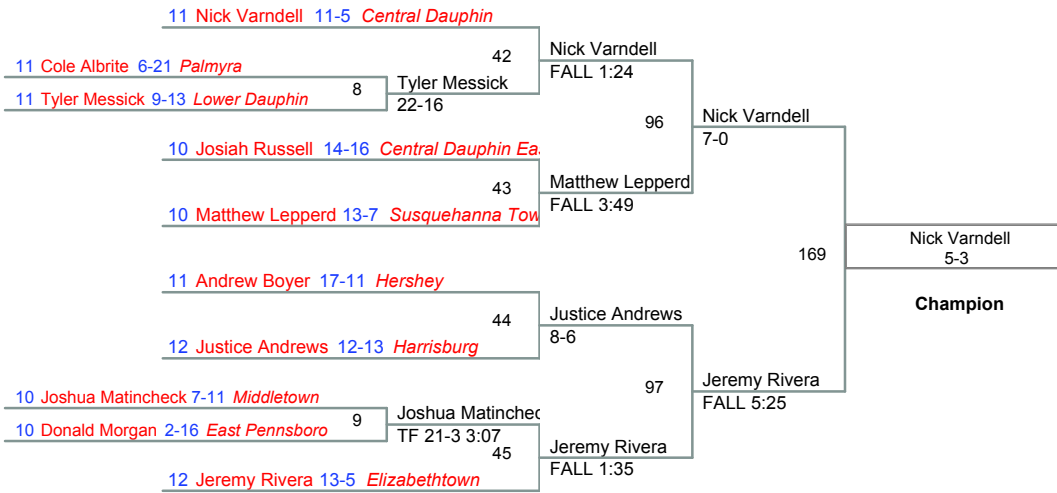 11 Nick Varndell 11-5 Central Dauphin
42
Nick Varndell
FALL 1:24
11 Cole Albrite 6-21 Palmyra
8
Tyler Messick
22-16
11 Tyler Messick 9-13 Lower Dauphin
96
Nick Varndell
7-0
10 Josiah Russell 14-16 Central Dauphin Eas
43
Matthew Lepperd
FALL 3:49
10 Matthew Lepperd 13-7 Susquehanna Tow
169
Nick Varndell
5-3
Champion
11 Andrew Boyer 17-11 Hershey
44
Justice Andrews
8-6
12 Justice Andrews 12-13 Harrisburg
97
Jeremy Rivera
FALL 5:25
10 Joshua Matincheck 7-11 Middletown
9
Joshua Matinchec
TF 21-3 3:07
10 Donald Morgan 2-16 East Pennsboro
45
Jeremy Rivera
FALL 1:35
12 Jeremy Rivera 13-5 Elizabethtown